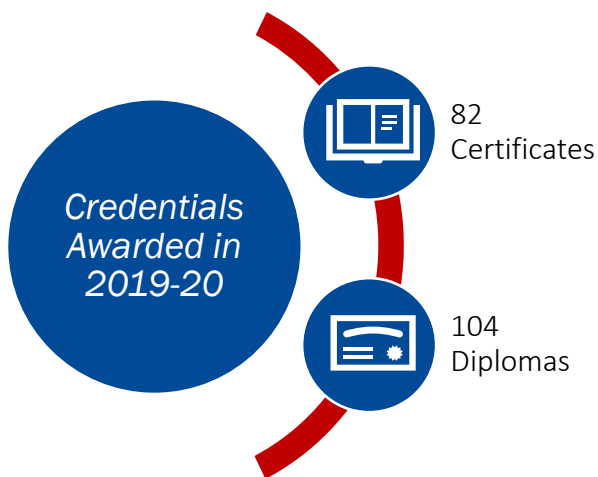 Credentials
Awarded in
2019-20
82
Certificates
104
Diplomas